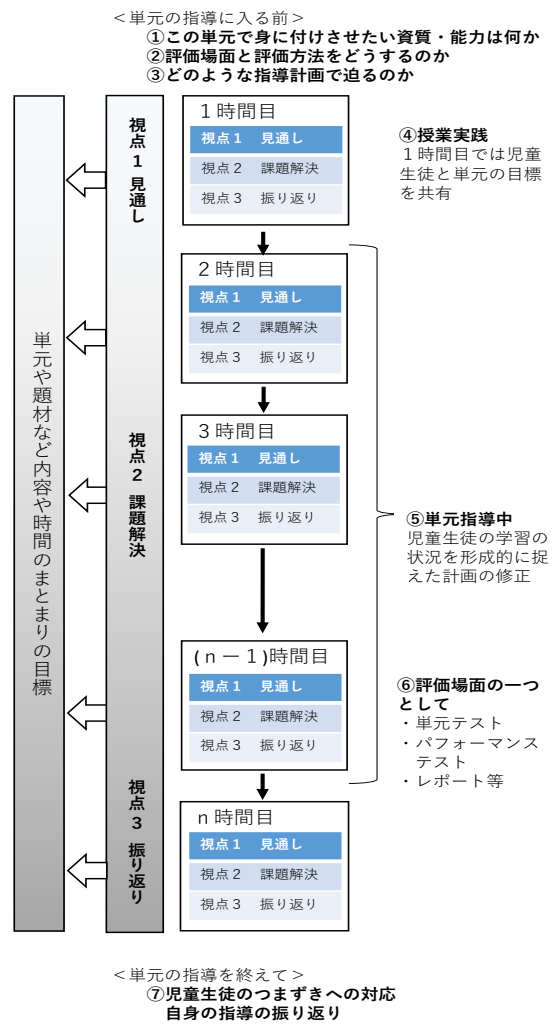 ＜単元の指導に入る前＞
①この単元で身に付けさせたい資質・能力は何か
②評価場面と評価方法をどうするのか
③どのような指導計画で迫るのか
単元や題材など内容や時間のまとまりの目標
視点１ 見通し
視点２ 課題解決
視点３ 振り返り
１時間目
視点１ 見通し
視点２ 課題解決
視点３ 振り返り
④授業実践
１時間目では児童
生徒と単元の目標
を共有
２時間目
視点１ 見通し
視点２ 課題解決
視点３ 振り返り
３時間目
視点１ 見通し
視点２ 課題解決
視点３ 振り返り
⑤単元指導中
児童生徒の学習の
状況を形成的に捉
えた計画の修正
(ｎ－１)時間目
視点１ 見通し
視点２ 課題解決
視点３ 振り返り
⑥評価場面の一つ
として
・単元テスト
・パフォーマンス
テスト
・レポート等
ｎ時間目
視点１ 見通し
視点２ 課題解決
視点３ 振り返り
＜単元の指導を終えて＞
⑦児童生徒のつまずきへの対応
自身の指導の振り返り